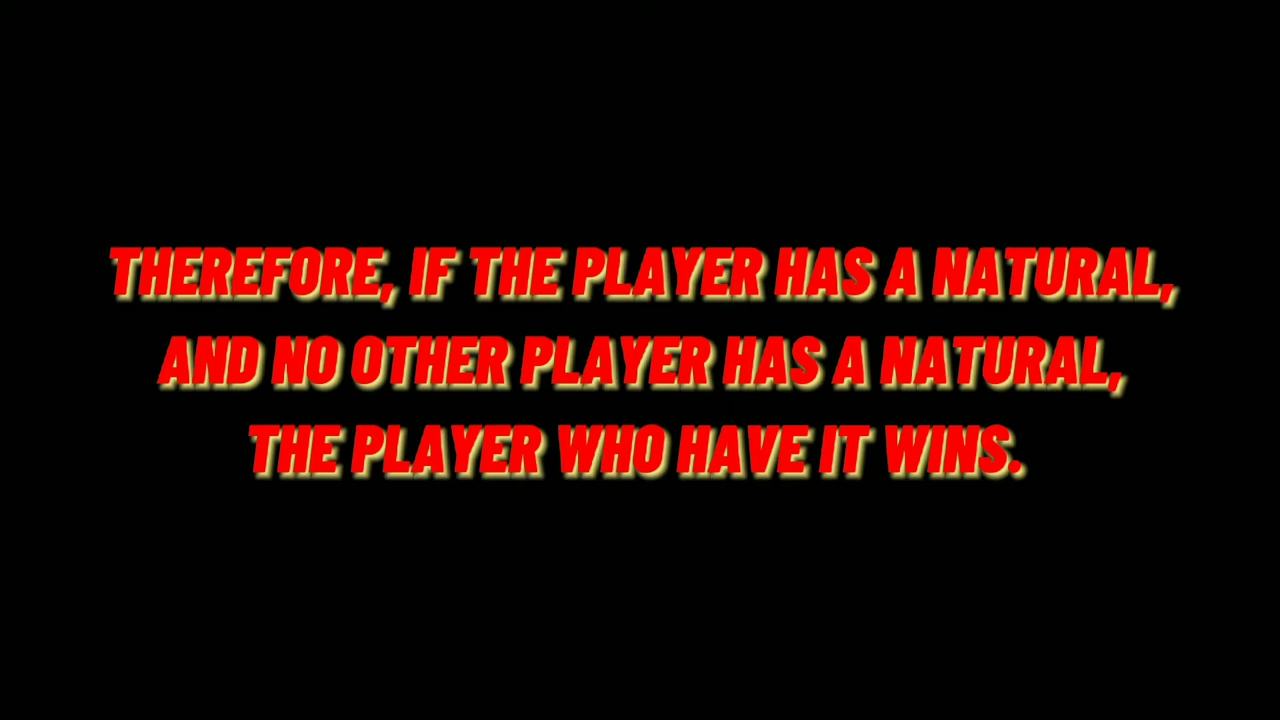 THEREFORE, IF THE PLAYER HAS A NATURAL,
AND NO OTHER PLAYER HAS A NATURAL,
THE PLAYER WHO HAVE IT WINS.